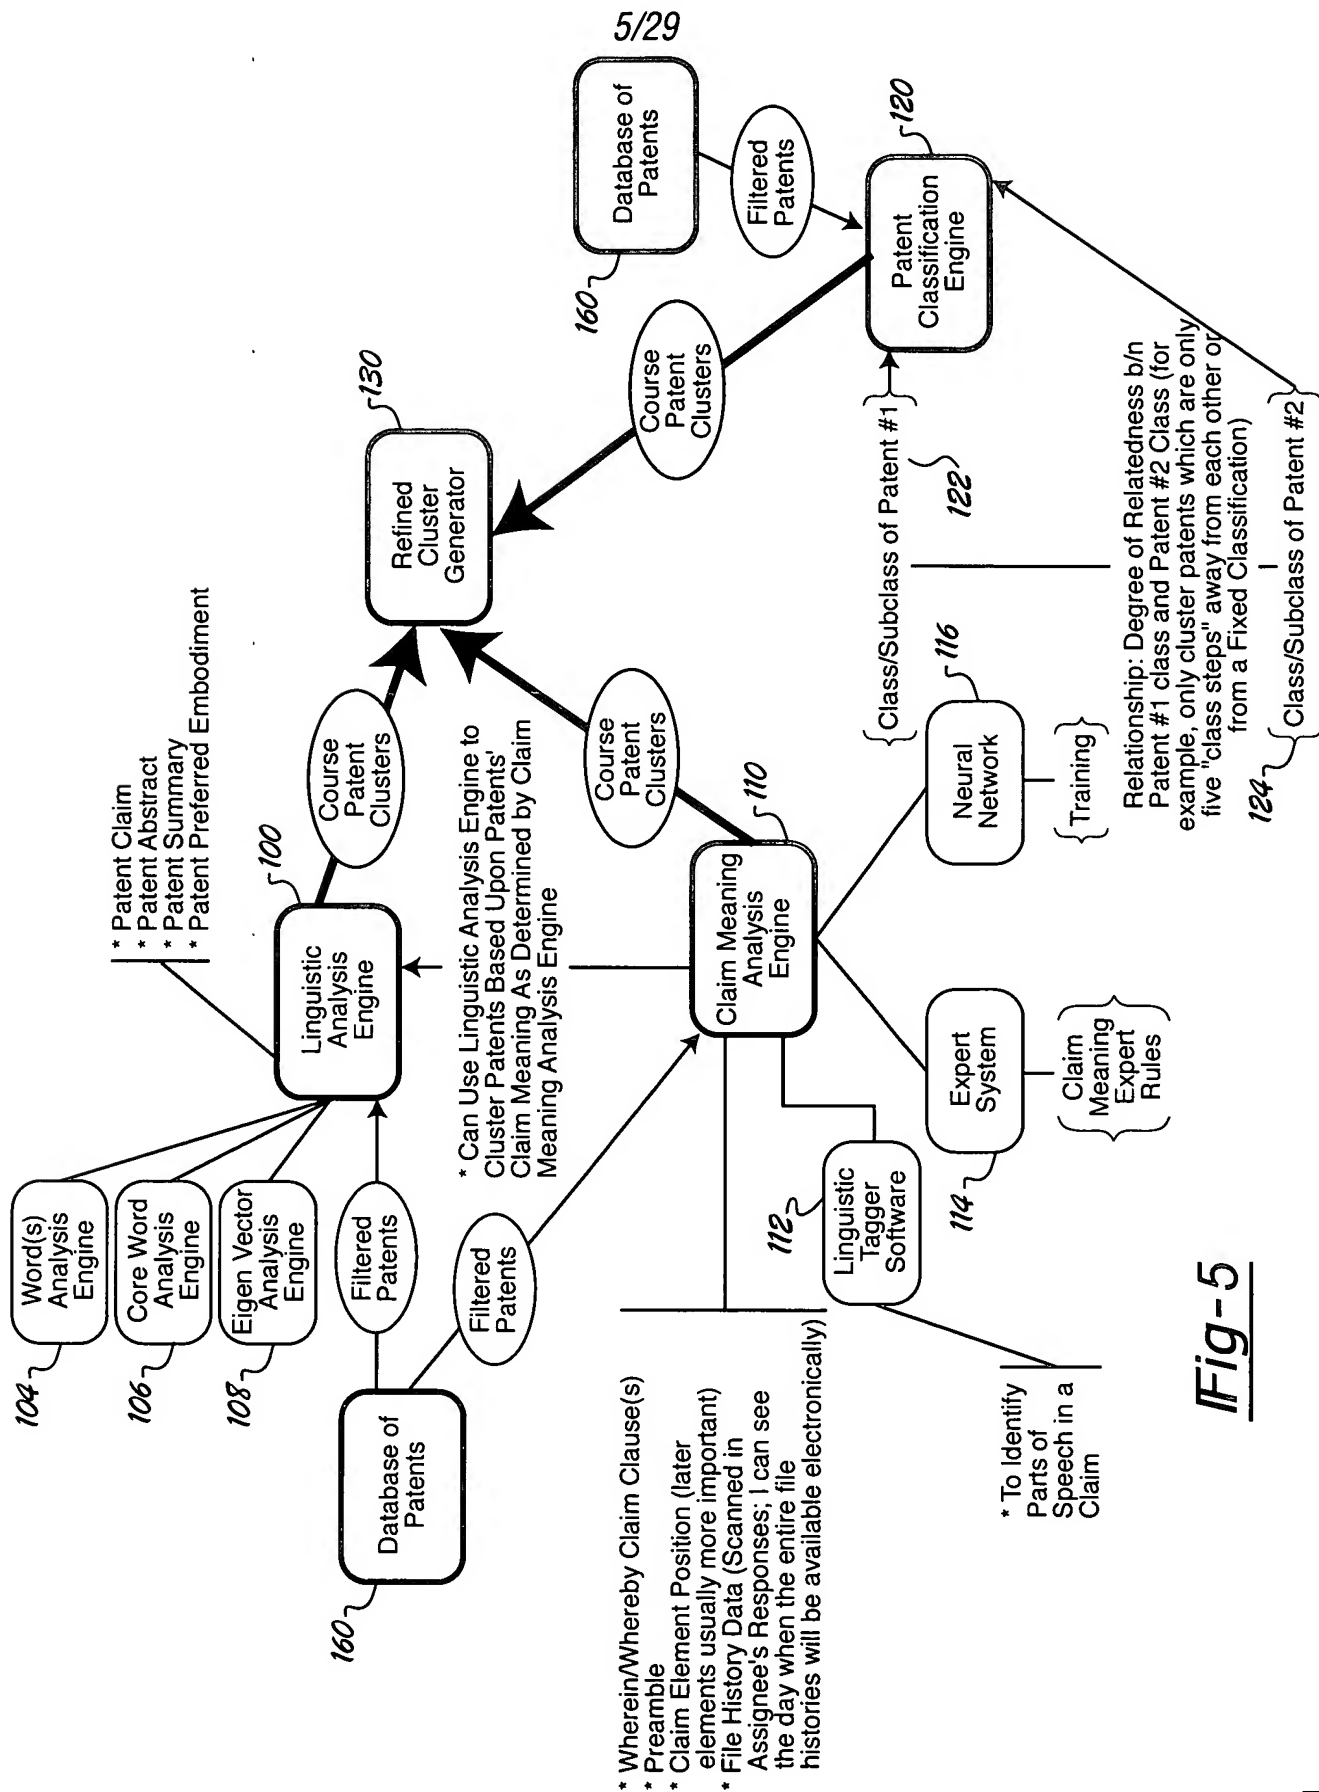 5/29
104
Word(s)
Analysis
Engine
106
Core Word
Analysis
Engine
108
Eigen Vector
Analysis
Engine
* Patent Claim
* Patent Abstract
* Patent Summary
* Patent Preferred Embodiment
100
Linguistic
Analysis
Engine
Course
Patent
Clusters
130
Refined
Cluster
Generator
160
Database of
Patents
Filtered
Patents
Filtered
Patents
* Can Use Linguistic Analysis Engine to
Cluster Patents Based Upon Patents'
Claim Meaning As Determined by Claim
Meaning Analysis Engine
Course
Patent
Clusters
Course
Patent
Clusters
160
Database of
Patents
Filtered
Patents
120
Patent
Classification
Engine
110
Claim Meaning
Analysis
Engine
* Wherein/Whereby Claim Clause(s)
* Preamble
* Claim Element Position (later
elements usually more important)
* File History Data (Scanned in
Assignee's Responses; I can see
the day when the entire file
histories will be available electronically)
112
Linguistic
Tagger
Software
* To Identify
Parts of
Speech in a
Claim
114
Expert
System
{Claim
Meaning
Expert
Rules}
116
Neural
Network
{Training}
{Class/Subclass of Patent #1}
122
Relationship: Degree of Relatedness b/n
Patent #1 class and Patent #2 Class (for
example, only cluster patents which are only
five "class steps" away from each other or
from a Fixed Classification)
124
{Class/Subclass of Patent #2}
Fig-5